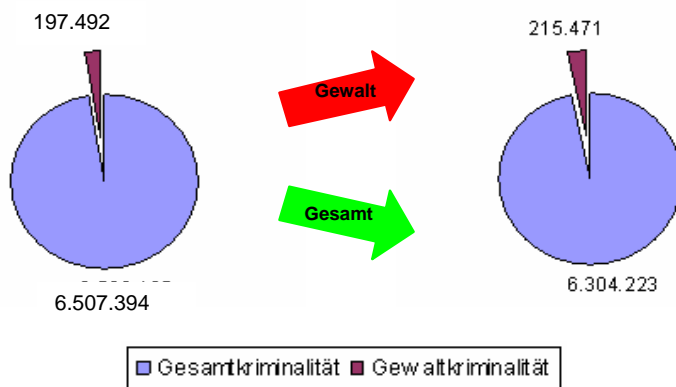 197.492
215.471
Gewalt
Gesamt
6.507.394
6.304.223
Gesamtkriminalität Gewaltkriminalität